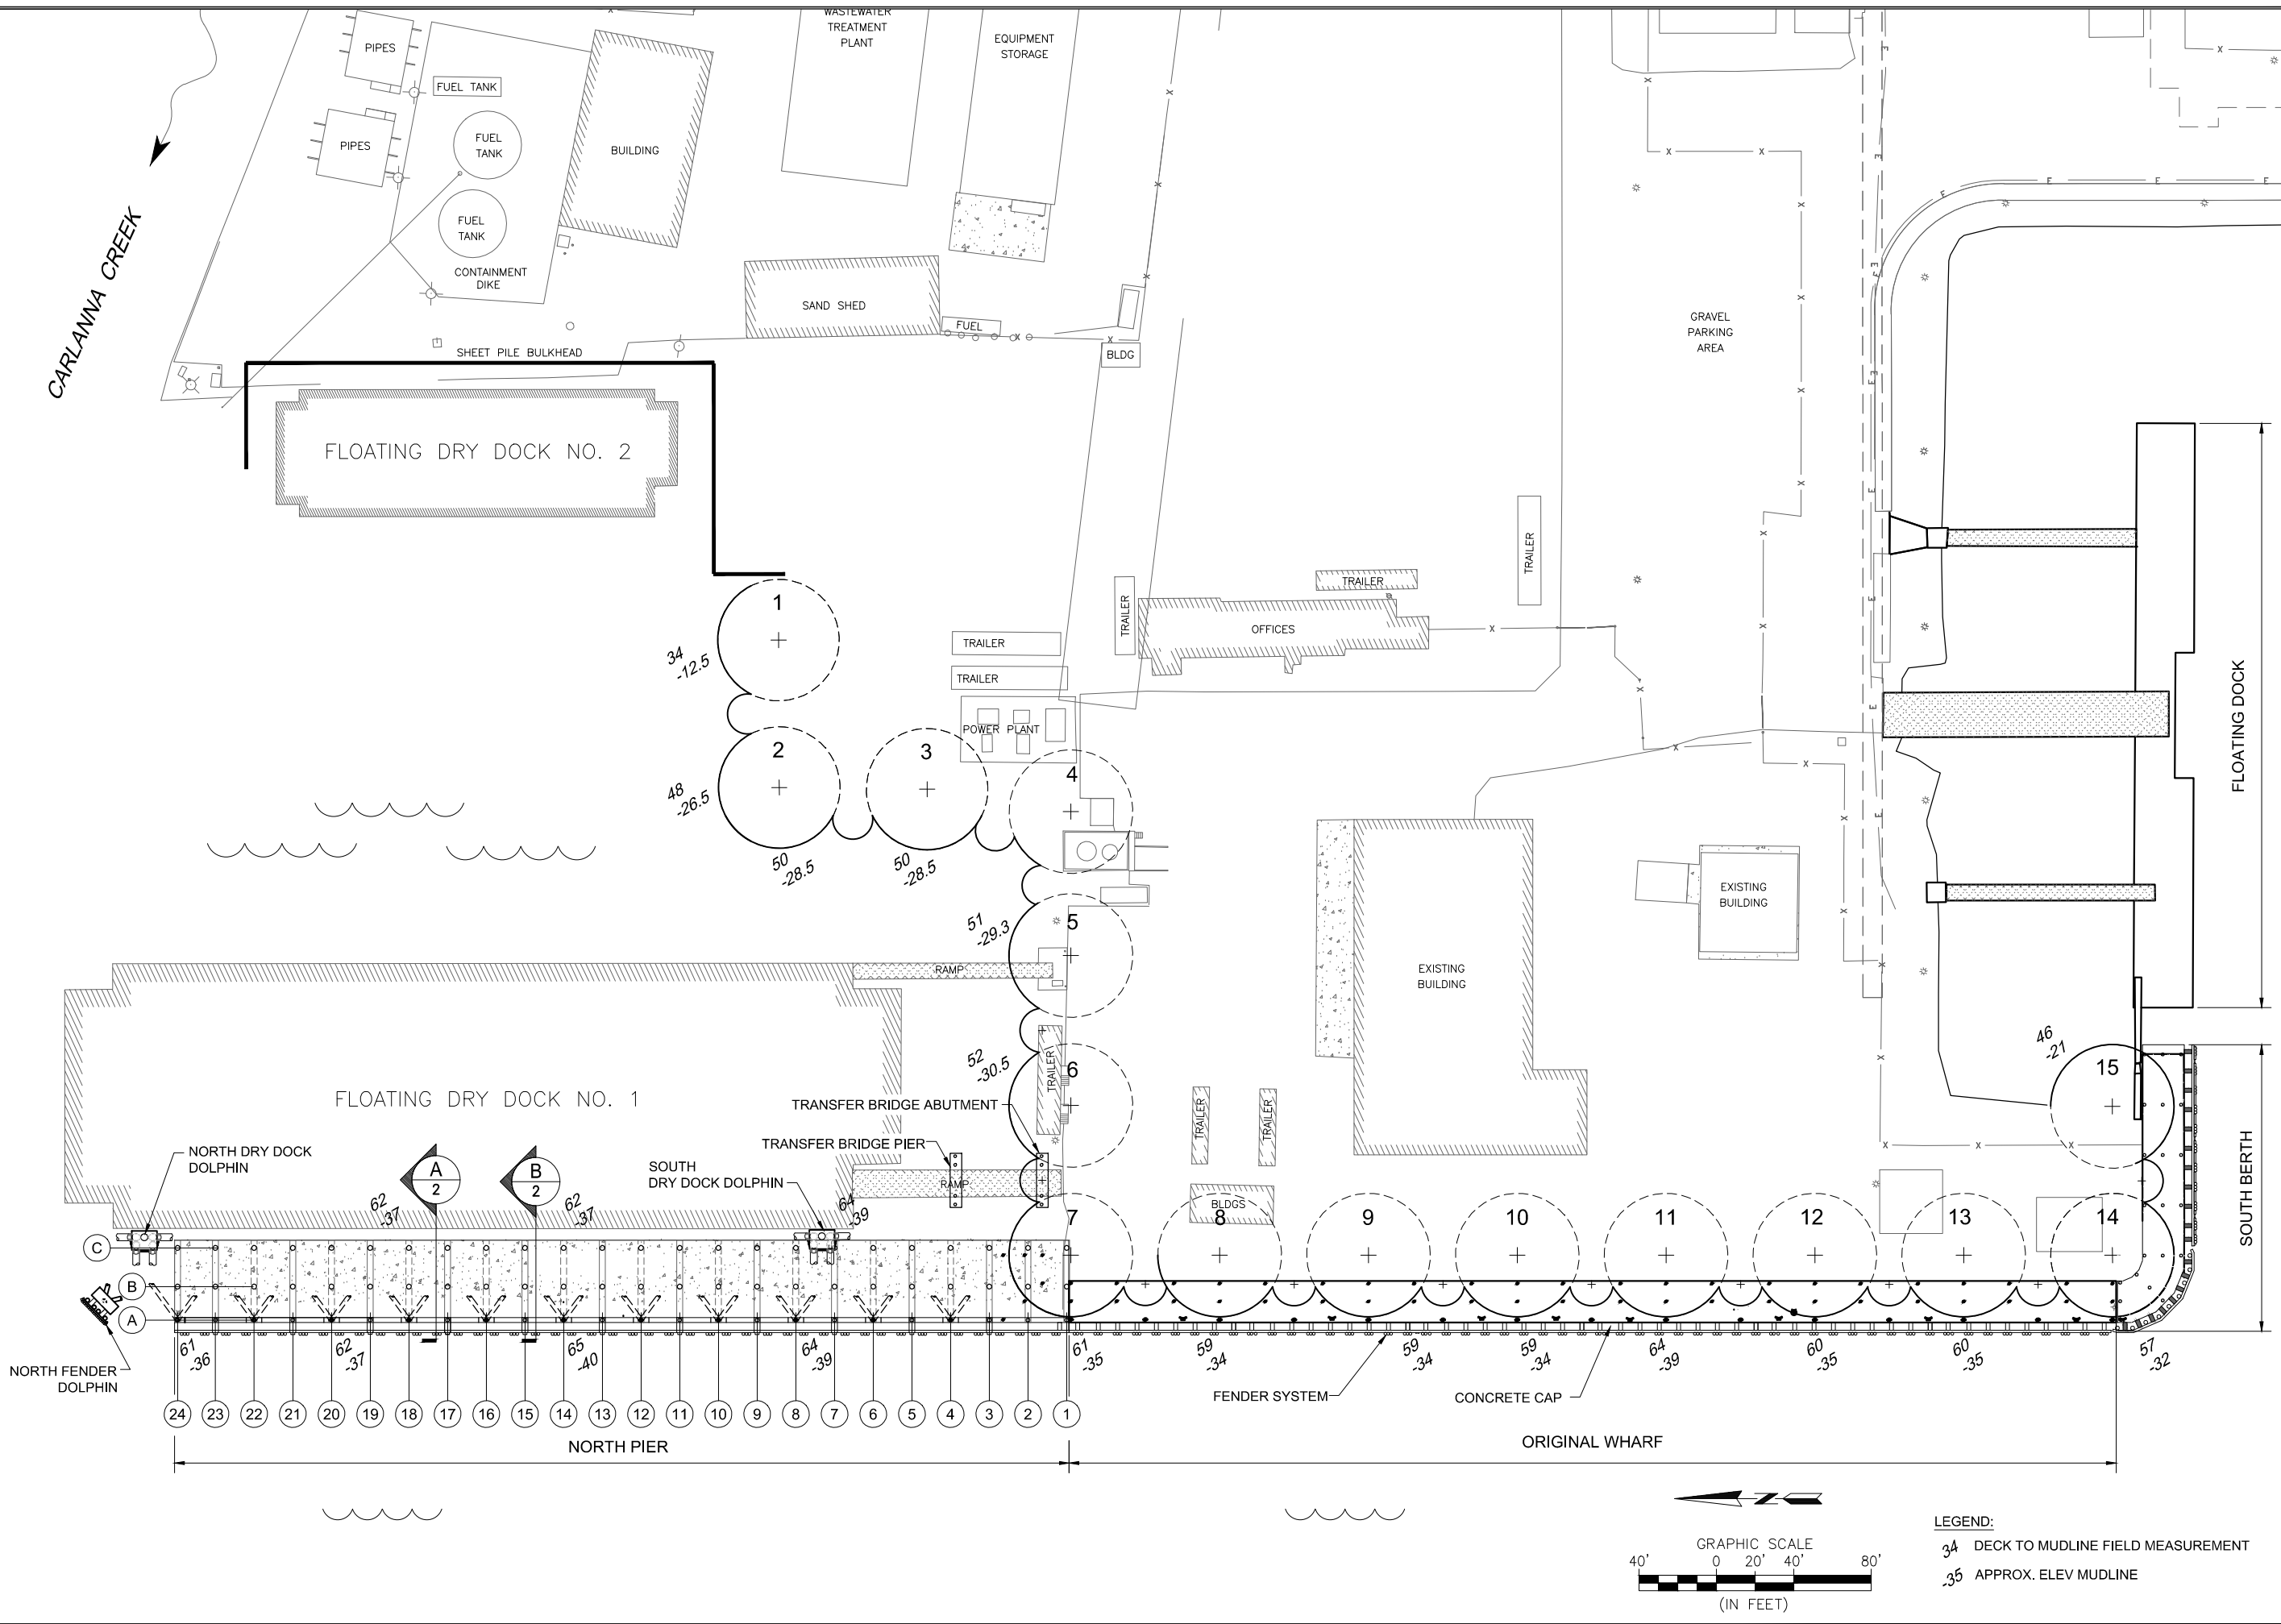 WASTEWATER
TREATMENT
PLANT
EQUIPMENT
STORAGE
PIPES
FUEL TANK
FUEL
TANK
PIPES
BUILDING
FUEL
TANK
CARLANNA CREEK
CONTAINMENT
DIKE
SAND SHED
FUEL
BLDG
GRAVEL
PARKING
AREA
SHEET PILE BULKHEAD
FLOATING DRY DOCK NO. 2
TRAILER
TRAILER
TRAILER
OFFICES
TRAILER
TRAILER
POWER PLANT
FLOATING DOCK
1
34
-12.5
2
3
4
48
-26.5
50
-28.5
50
-28.5
EXISTING
BUILDING
5
51
-29.3
RAMP
EXISTING
BUILDING
6
52
-30.5
TRAILER
46
-21
15
FLOATING DRY DOCK NO. 1
TRANSFER BRIDGE ABUTMENT
TRANSFER BRIDGE PIER
TRAILER
TRAILER
NORTH DRY DOCK
DOLPHIN
A
2
B
2
SOUTH
DRY DOCK DOLPHIN
RAMP
SOUTH BERTH
62
-37
62
-37
64
-39
BLDGS
7
8
9
10
11
12
13
14
C
B
A
NORTH FENDER
DOLPHIN
61
-36
62
-37
65
-40
64
-39
61
-35
59
-34
59
-34
59
-34
64
-39
60
-35
60
-35
57
-32
FENDER SYSTEM
CONCRETE CAP
24
23
22
21
20
19
18
17
16
15
14
13
12
11
10
9
8
7
6
5
4
3
2
1
NORTH PIER
ORIGINAL WHARF
N
GRAPHIC SCALE
40' 0 20' 40' 80'
(IN FEET)
LEGEND:
34 DECK TO MUDLINE FIELD MEASUREMENT
-35 APPROX. ELEV MUDLINE